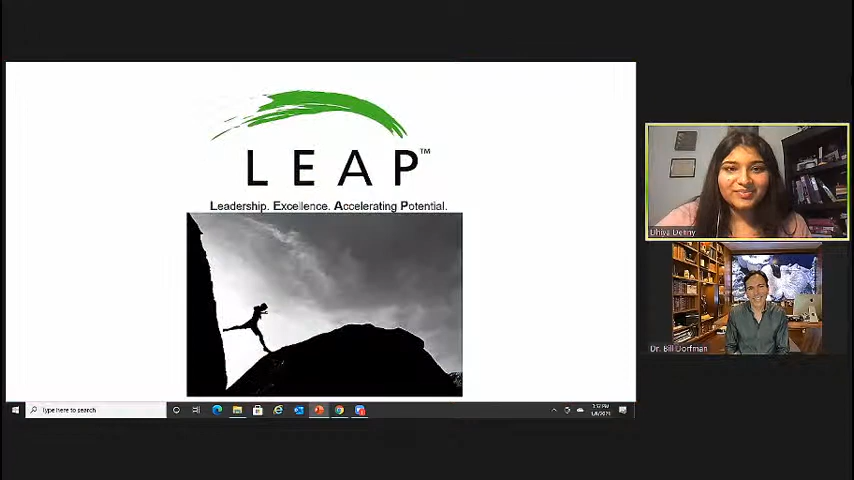 LEAP™
Leadership. Excellence. Accelerating Potential.
Dhiya Denny
Dr. Bill Dorfman
Type here to search